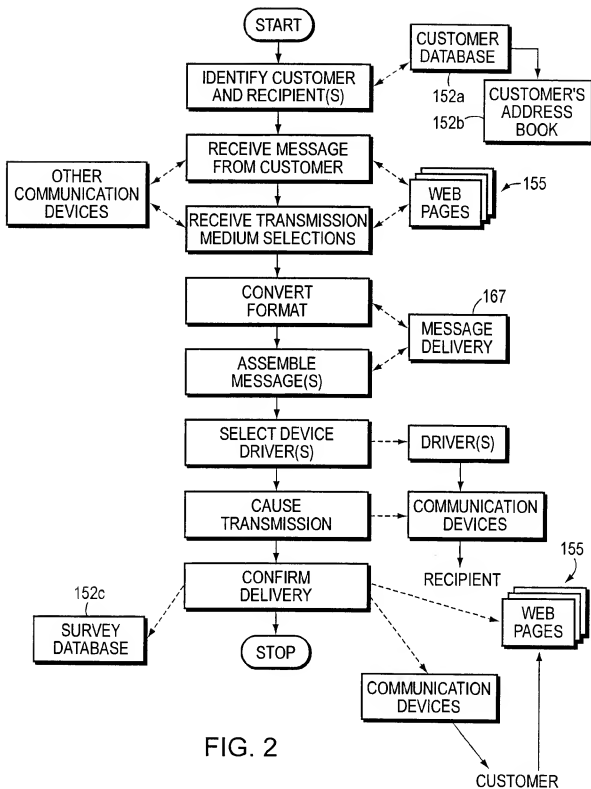 START
CUSTOMER
DATABASE
152a
IDENTIFY CUSTOMER
AND RECIPIENT(S)
152b
CUSTOMER'S
ADDRESS
BOOK
RECEIVE MESSAGE
FROM CUSTOMER
OTHER
COMMUNICATION
DEVICES
WEB
PAGES
155
RECEIVE TRANSMISSION
MEDIUM SELECTIONS
CONVERT
FORMAT
167
MESSAGE
DELIVERY
ASSEMBLE
MESSAGE(S)
SELECT DEVICE
DRIVER(S)
DRIVER(S)
CAUSE
TRANSMISSION
COMMUNICATION
DEVICES
RECIPIENT
CONFIRM
DELIVERY
155
WEB
PAGES
152c
SURVEY
DATABASE
STOP
COMMUNICATION
DEVICES
CUSTOMER
FIG. 2